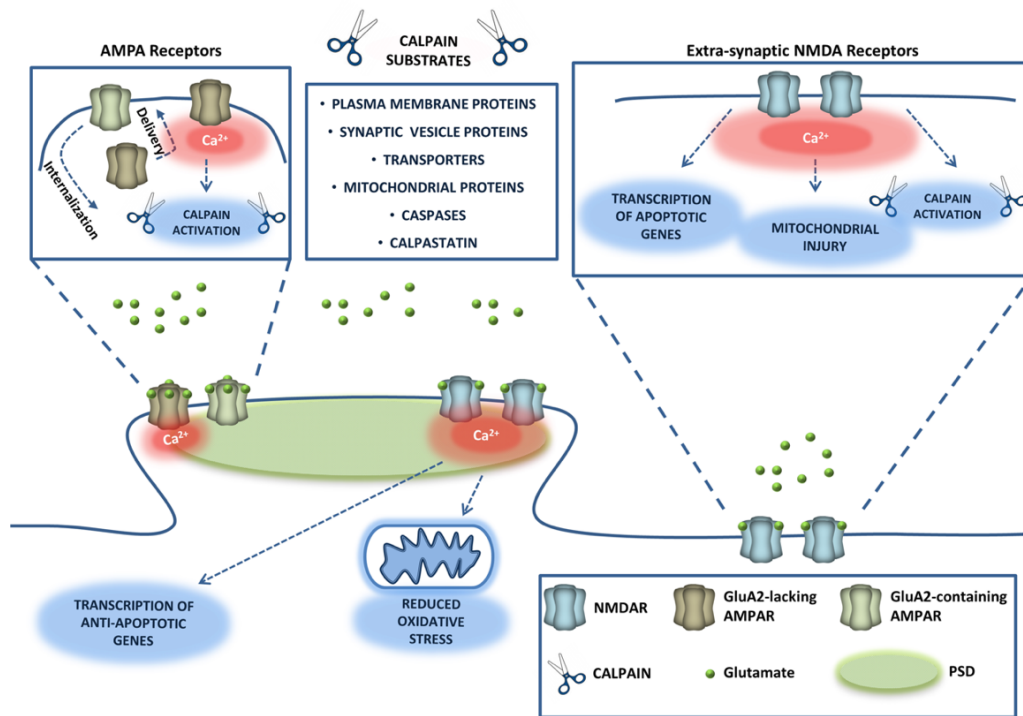 AMPA Receptors
Delivery
Ca²⁺
Internalization
CALPAIN
ACTIVATION
CALPAIN
SUBSTRATES
• PLASMA MEMBRANE PROTEINS
• SYNAPTIC VESICLE PROTEINS
• TRANSPORTERS
• MITOCHONDRIAL PROTEINS
• CASPASES
• CALPASTATIN
Extra-synaptic NMDA Receptors
Ca²⁺
TRANSCRIPTION
OF APOPTOTIC
GENES
MITOCHONDRIAL
INJURY
CALPAIN
ACTIVATION
Ca²⁺
Ca²⁺
TRANSCRIPTION OF
ANTI-APOPTOTIC
GENES
REDUCED
OXIDATIVE
STRESS
NMDAR
GluA2-lacking
AMPAR
GluA2-containing
AMPAR
CALPAIN
Glutamate
PSD